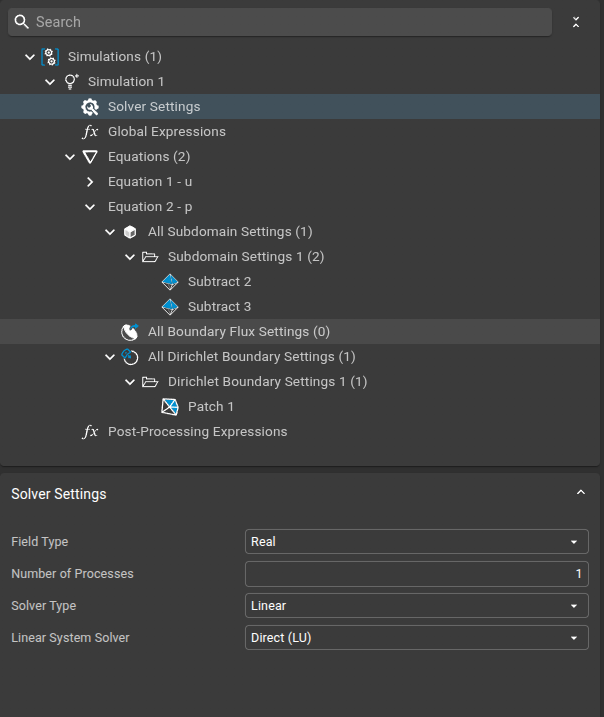 Search
Simulations (1)
Simulation 1
Solver Settings
fx Global Expressions
Equations (2)
Equation 1 - u
Equation 2 - p
All Subdomain Settings (1)
Subdomain Settings 1 (2)
Subtract 2
Subtract 3
All Boundary Flux Settings (0)
All Dirichlet Boundary Settings (1)
Dirichlet Boundary Settings 1 (1)
Patch 1
fx Post-Processing Expressions
Solver Settings
Field Type Real
Number of Processes 1
Solver Type Linear
Linear System Solver Direct (LU)